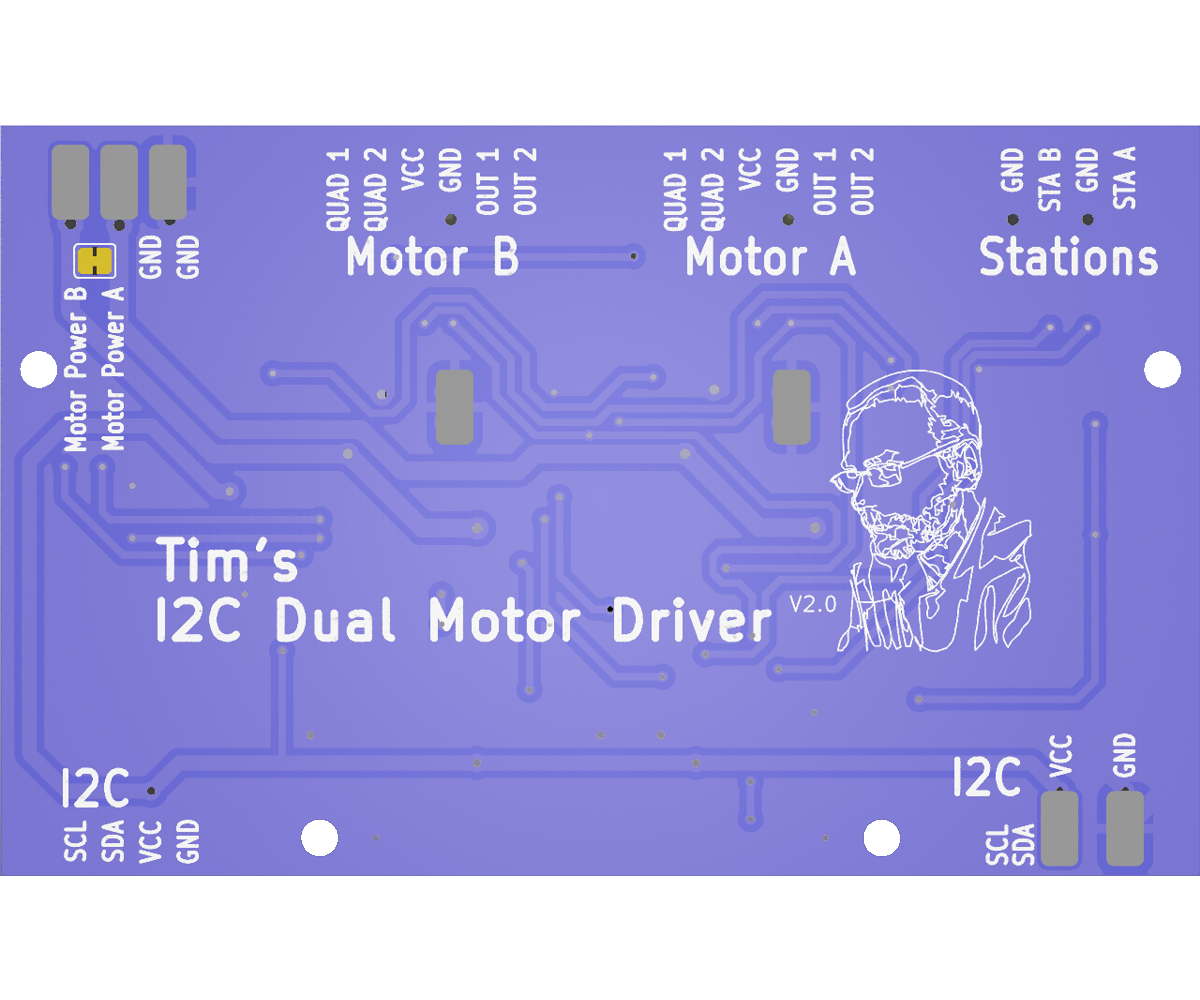 QUAD 1
QUAD 2
VCC
GND
OUT 1
OUT 2
Motor B
QUAD 1
QUAD 2
VCC
GND
OUT 1
OUT 2
Motor A
GND
STA B
GND
STA A
Stations
GND
GND
Motor Power B
Motor Power A
Tim's
I2C Dual Motor Driver
V2.0
I2C
SCL
SDA
VCC
GND
I2C
VCC
GND
SCL
SDA